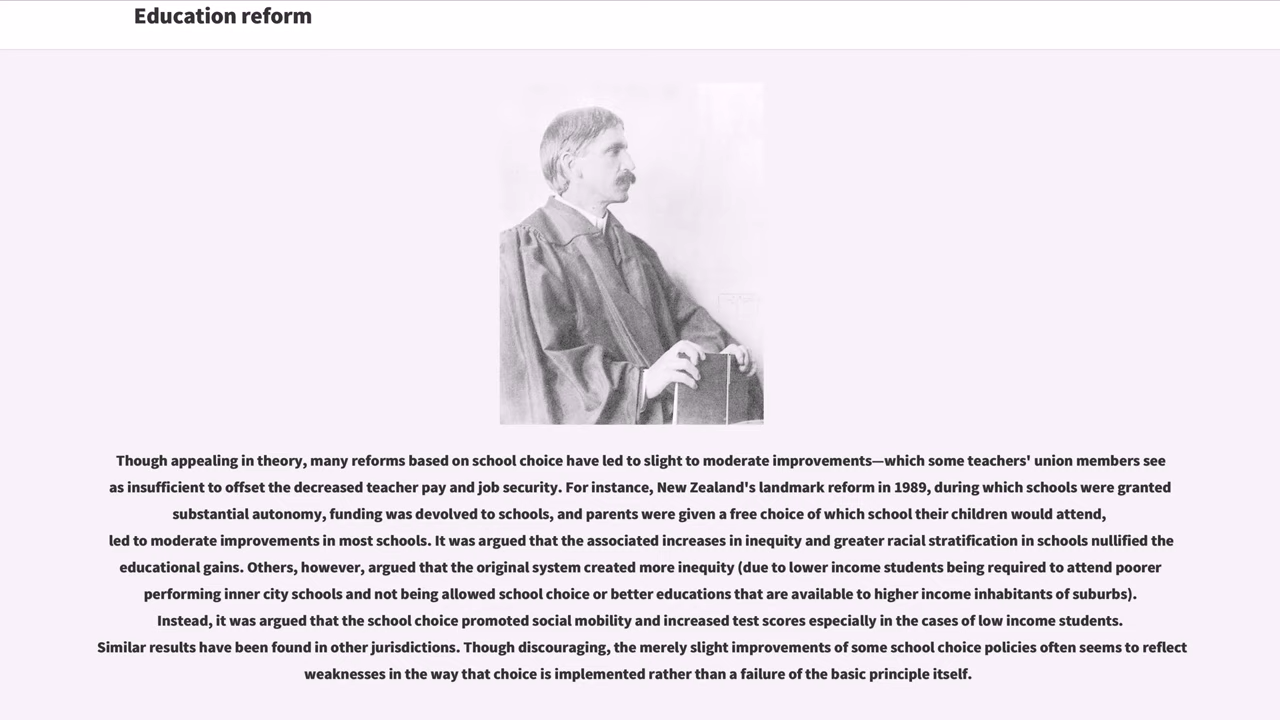 Education reform
Though appealing in theory, many reforms based on school choice have led to slight to moderate improvements—which some teachers' union members see
as insufficient to offset the decreased teacher pay and job security. For instance, New Zealand's landmark reform in 1989, during which schools were granted
substantial autonomy, funding was devolved to schools, and parents were given a free choice of which school their children would attend,
led to moderate improvements in most schools. It was argued that the associated increases in inequity and greater racial stratification in schools nullified the
educational gains. Others, however, argued that the original system created more inequity (due to lower income students being required to attend poorer
performing inner city schools and not being allowed school choice or better educations that are available to higher income inhabitants of suburbs).
Instead, it was argued that the school choice promoted social mobility and increased test scores especially in the cases of low income students.
Similar results have been found in other jurisdictions. Though discouraging, the merely slight improvements of some school choice policies often seems to reflect
weaknesses in the way that choice is implemented rather than a failure of the basic principle itself.